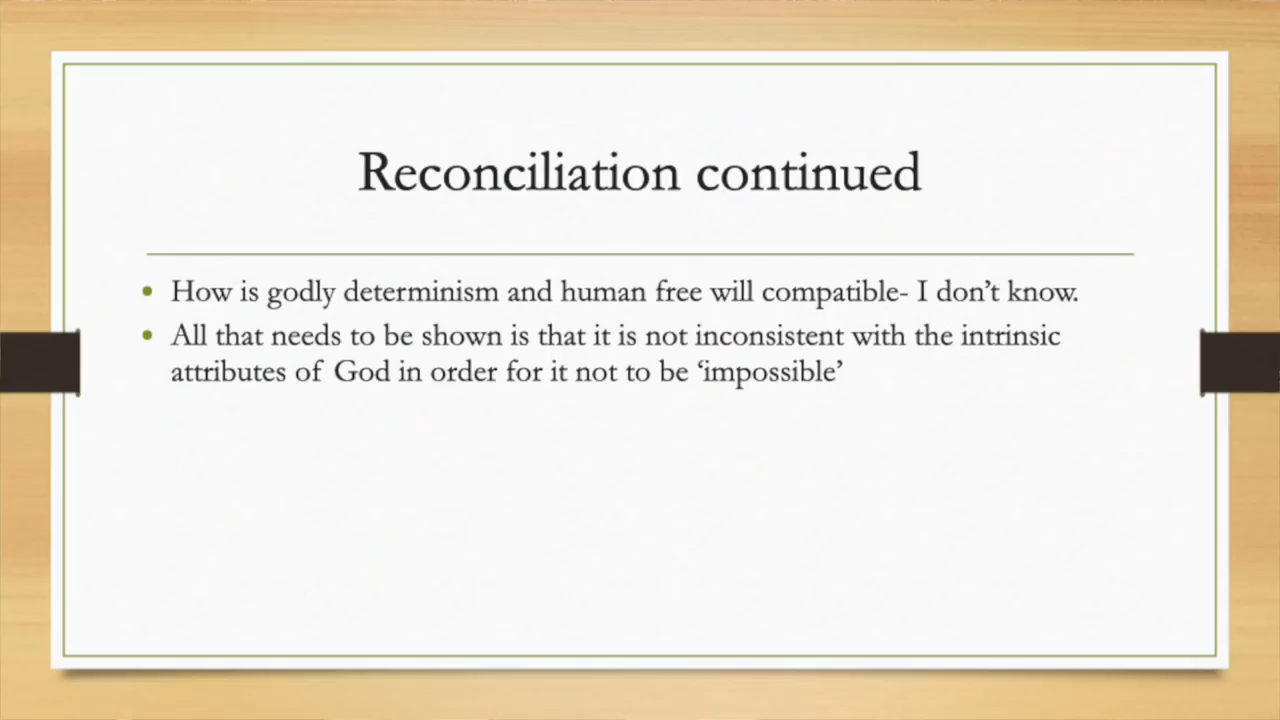 Reconciliation continued
• How is godly determinism and human free will compatible- I don’t know.
• All that needs to be shown is that it is not inconsistent with the intrinsic
attributes of God in order for it not to be ‘impossible’